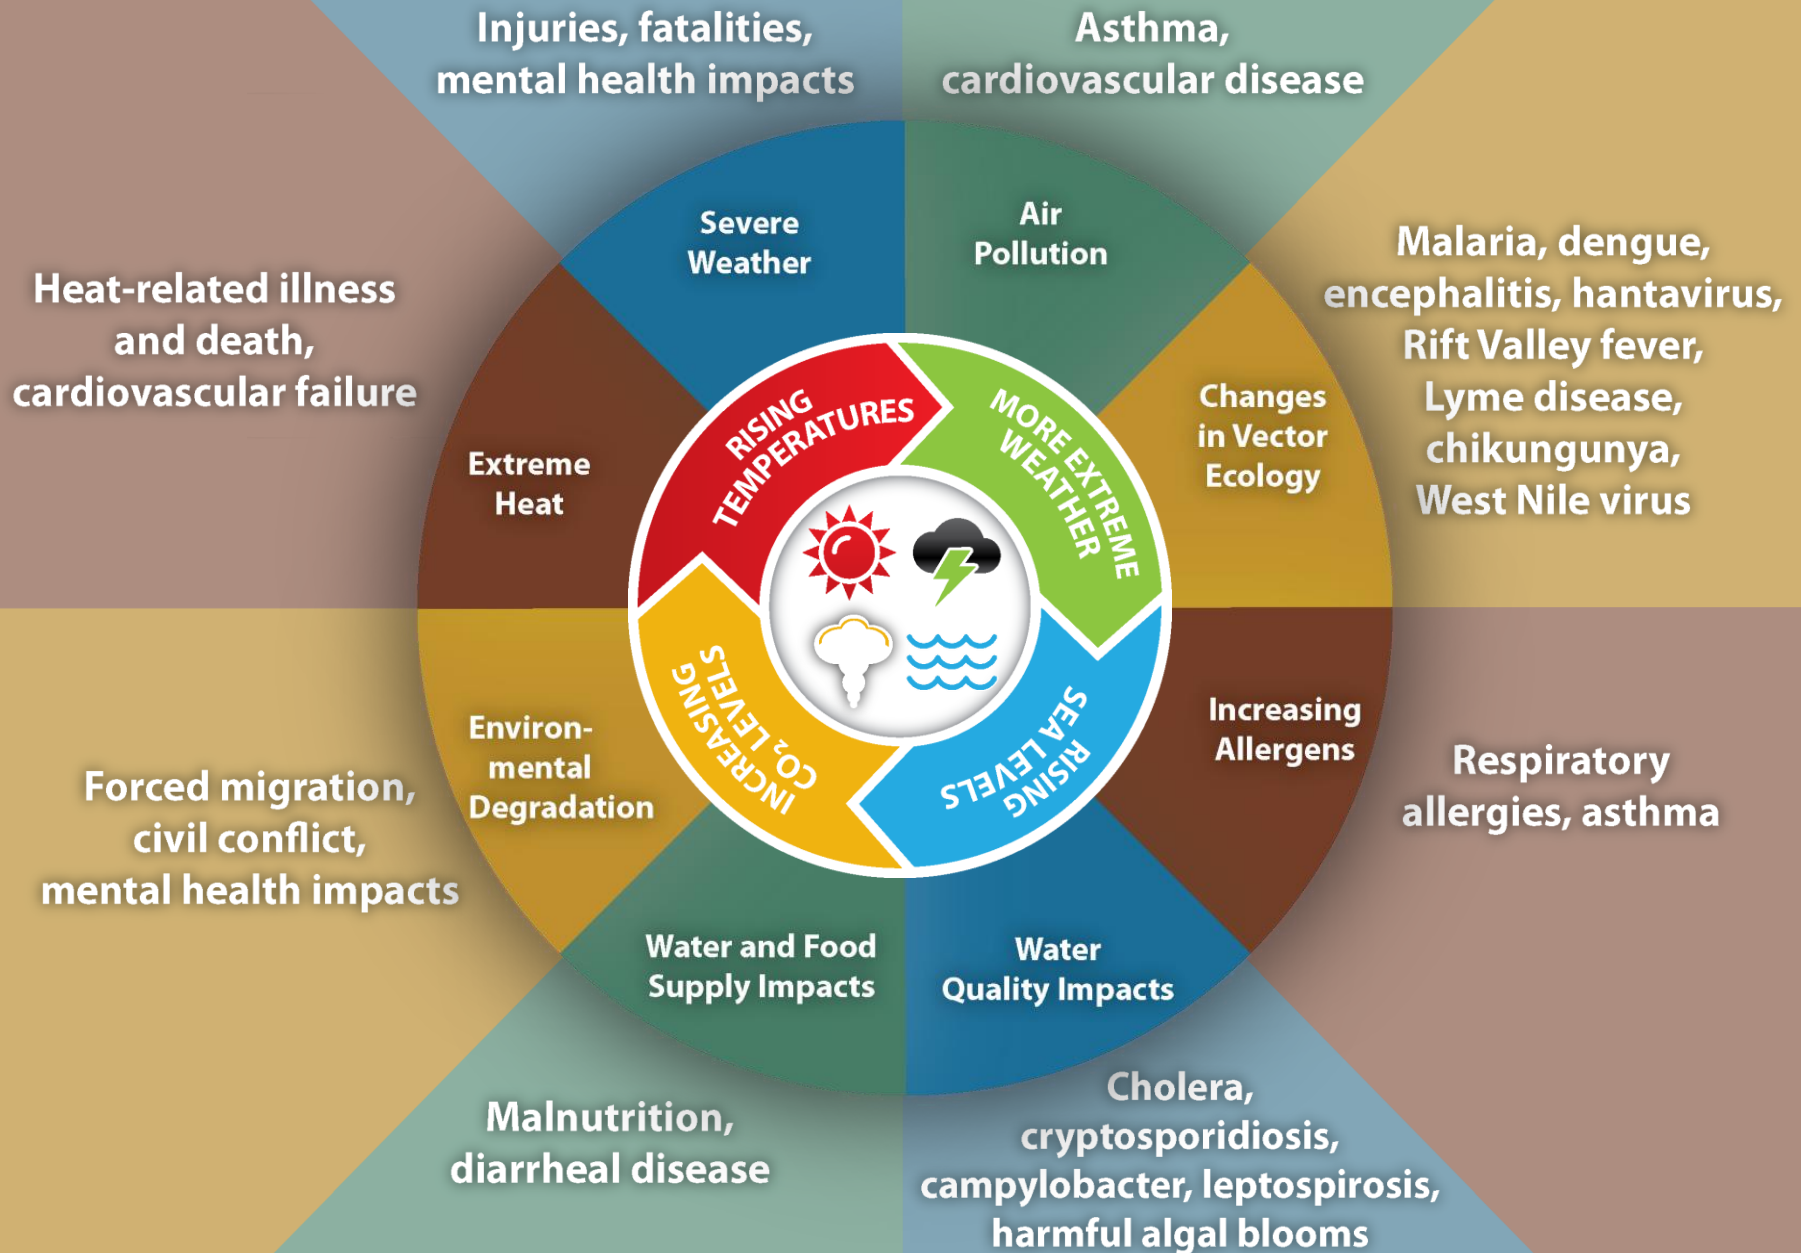 Injuries, fatalities,
mental health impacts
Asthma,
cardiovascular disease
Severe
Weather
Air
Pollution
Malaria, dengue,
encephalitis, hantavirus,
Rift Valley fever,
Lyme disease,
chikungunya,
West Nile virus
Heat-related illness
and death,
cardiovascular failure
Extreme
Heat
Changes
in Vector
Ecology
RISING
TEMPERATURES
MORE EXTREME
WEATHER
INCREASING
CO₂ LEVELS
RISING
SEA LEVELS
Environ-
mental
Degradation
Increasing
Allergens
Forced migration,
civil conflict,
mental health impacts
Respiratory
allergies, asthma
Water and Food
Supply Impacts
Water
Quality Impacts
Malnutrition,
diarrheal disease
Cholera,
cryptosporidiosis,
campylobacter, leptospirosis,
harmful algal blooms